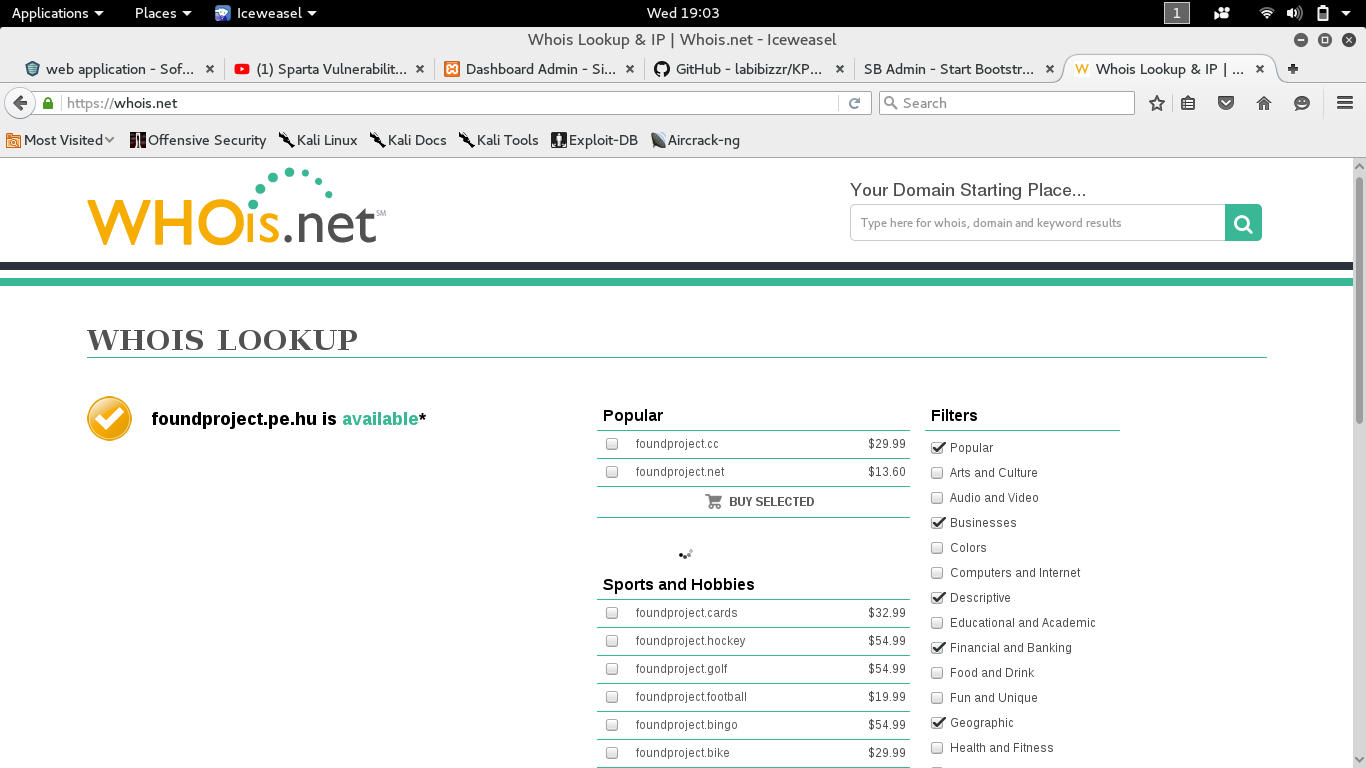 Applications Places Iceweasel Wed 19:03 1
Whois Lookup & IP | Whois.net - Iceweasel
web application - Sof... (1) Sparta Vulnerabilit... Dashboard Admin - Si... GitHub - labibizzr/KP... SB Admin - Start Bootstr... Whois Lookup & IP | ...
https://whois.net Search
Most Visited Offensive Security Kali Linux Kali Docs Kali Tools Exploit-DB Aircrack-ng
WHOis.net SM
Your Domain Starting Place...
Type here for whois, domain and keyword results
WHOIS LOOKUP
foundproject.pe.hu is available*
Popular
foundproject.cc $29.99
foundproject.net $13.60
BUY SELECTED
Sports and Hobbies
foundproject.cards $32.99
foundproject.hockey $54.99
foundproject.golf $54.99
foundproject.football $19.99
foundproject.bingo $54.99
foundproject.bike $29.99
Filters
Popular
Arts and Culture
Audio and Video
Businesses
Colors
Computers and Internet
Descriptive
Educational and Academic
Financial and Banking
Food and Drink
Fun and Unique
Geographic
Health and Fitness